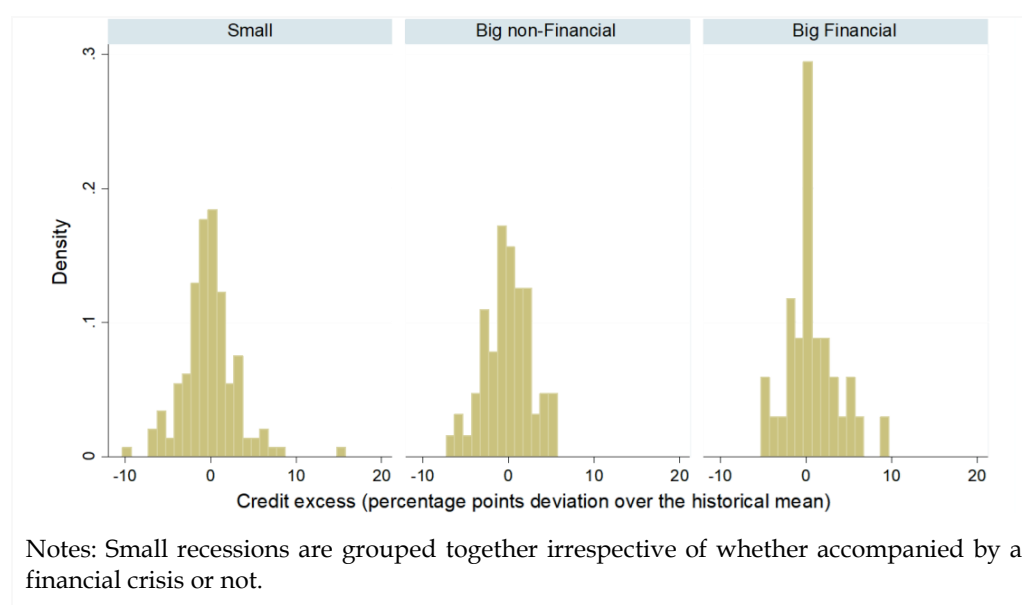 Small Big non-Financial Big Financial
Density
.3
.2
.1
0
-10 0 10 20 -10 0 10 20 -10 0 10 20
Credit excess (percentage points deviation over the historical mean)
Notes: Small recessions are grouped together irrespective of whether accompanied by a
financial crisis or not.